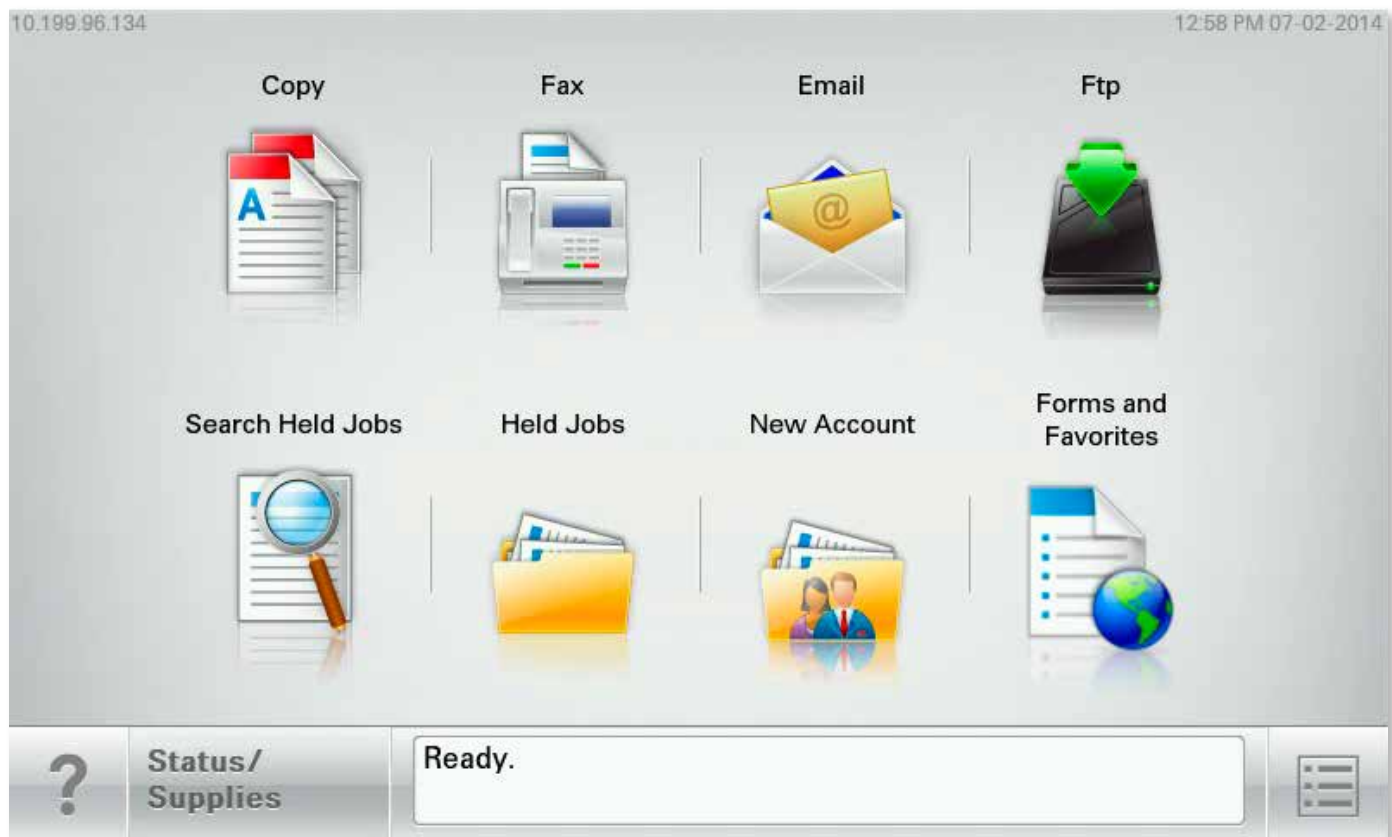 10.199.96.134
12:58 PM 07-02-2014
Copy
Fax
Email
Ftp
A
@
Search Held Jobs
Held Jobs
New Account
Forms and
Favorites
?
Status/
Supplies
Ready.